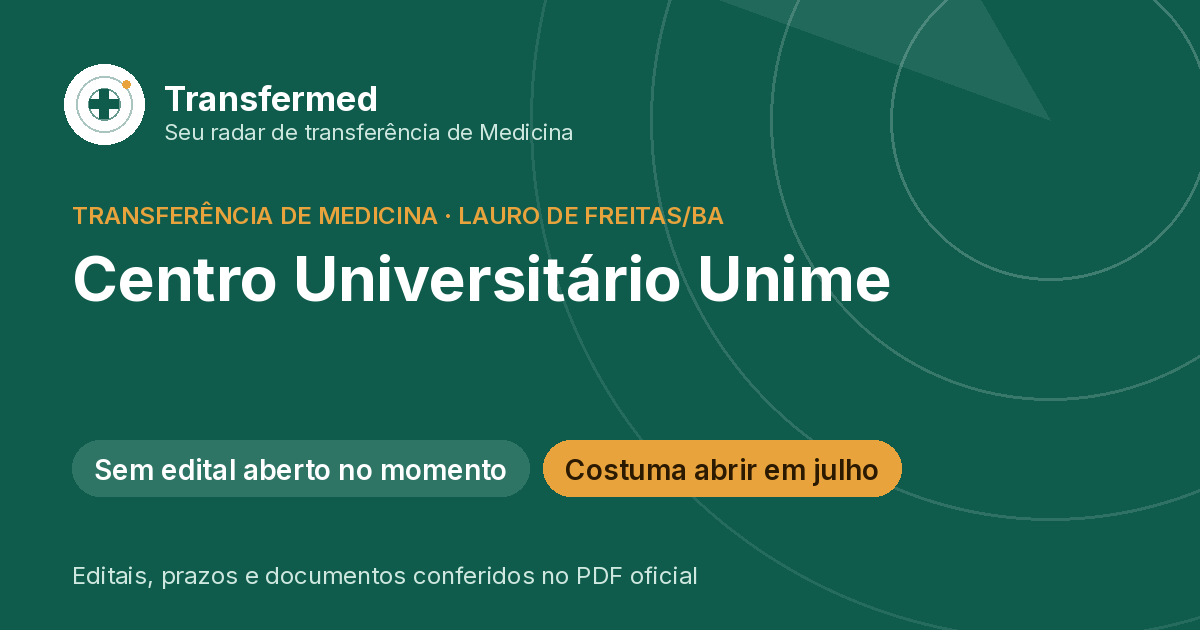 Transfermed
Seu radar de transferência de Medicina
TRANSFERÊNCIA DE MEDICINA · LAURO DE FREITAS/BA
Centro Universitário Unime
Sem edital aberto no momento
Costuma abrir em julho
Editais, prazos e documentos conferidos no PDF oficial